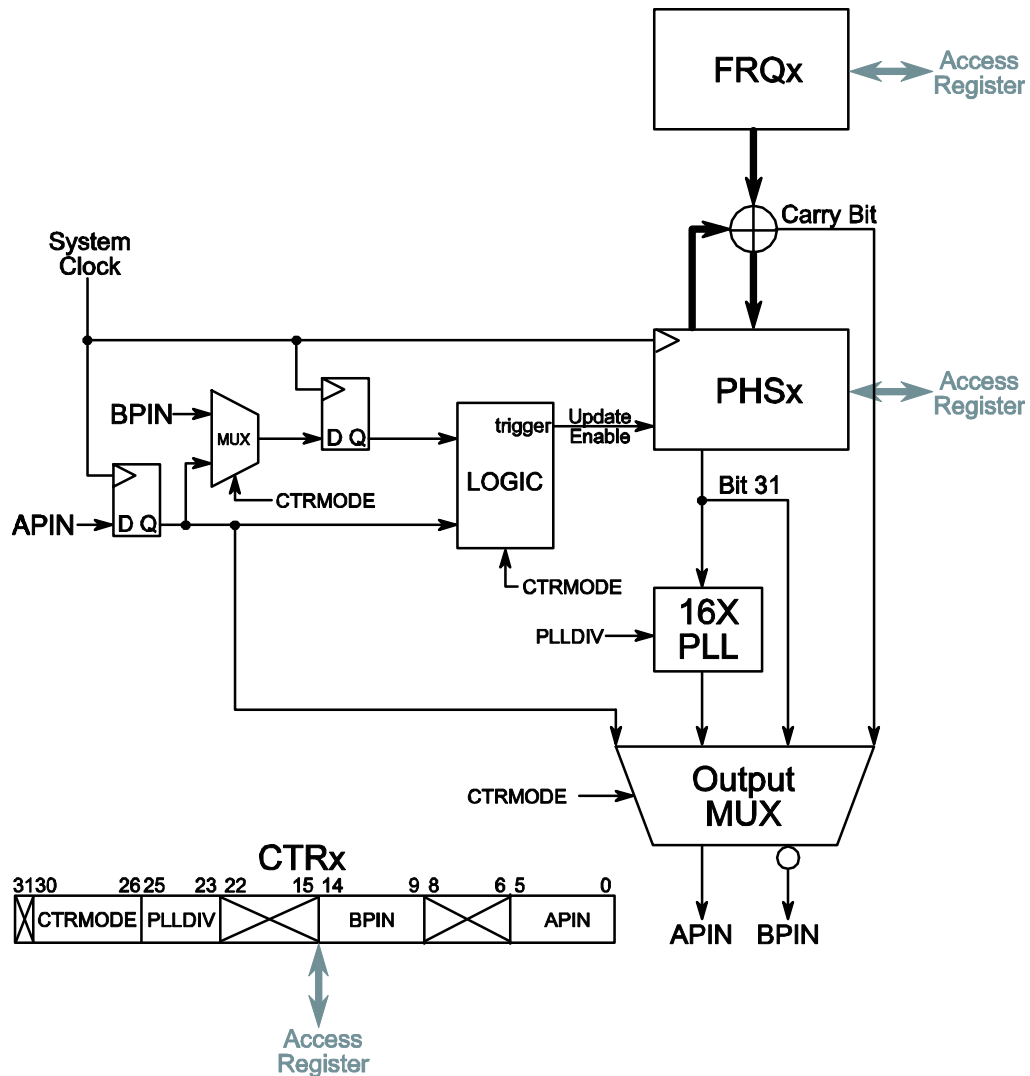 FRQx
Access
Register
Carry Bit
System
Clock
PHSx
Access
Register
BPIN
MUX
D Q
trigger
Update
Enable
LOGIC
CTRMODE
Bit 31
APIN
D Q
CTRMODE
16X
PLL
PLLDIV
Output
MUX
CTRMODE
CTRx
31 30 26 25 23 22 15 14 9 8 6 5 0
CTRMODE PLLDIV BPIN APIN
APIN BPIN
Access
Register